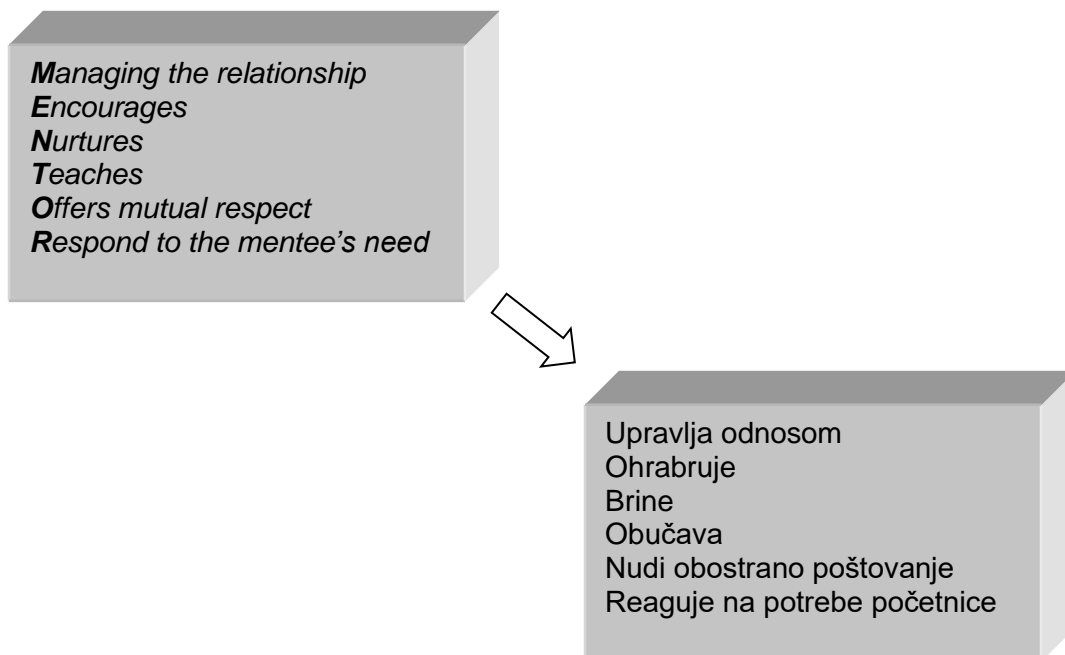 Managing the relationship
Encourages
Nurtures
Teaches
Offers mutual respect
Respond to the mentee’s need
Upravlja odnosom
Ohrabruje
Brine
Obučava
Nudi obostrano poštovanje
Reaguje na potrebe početnice